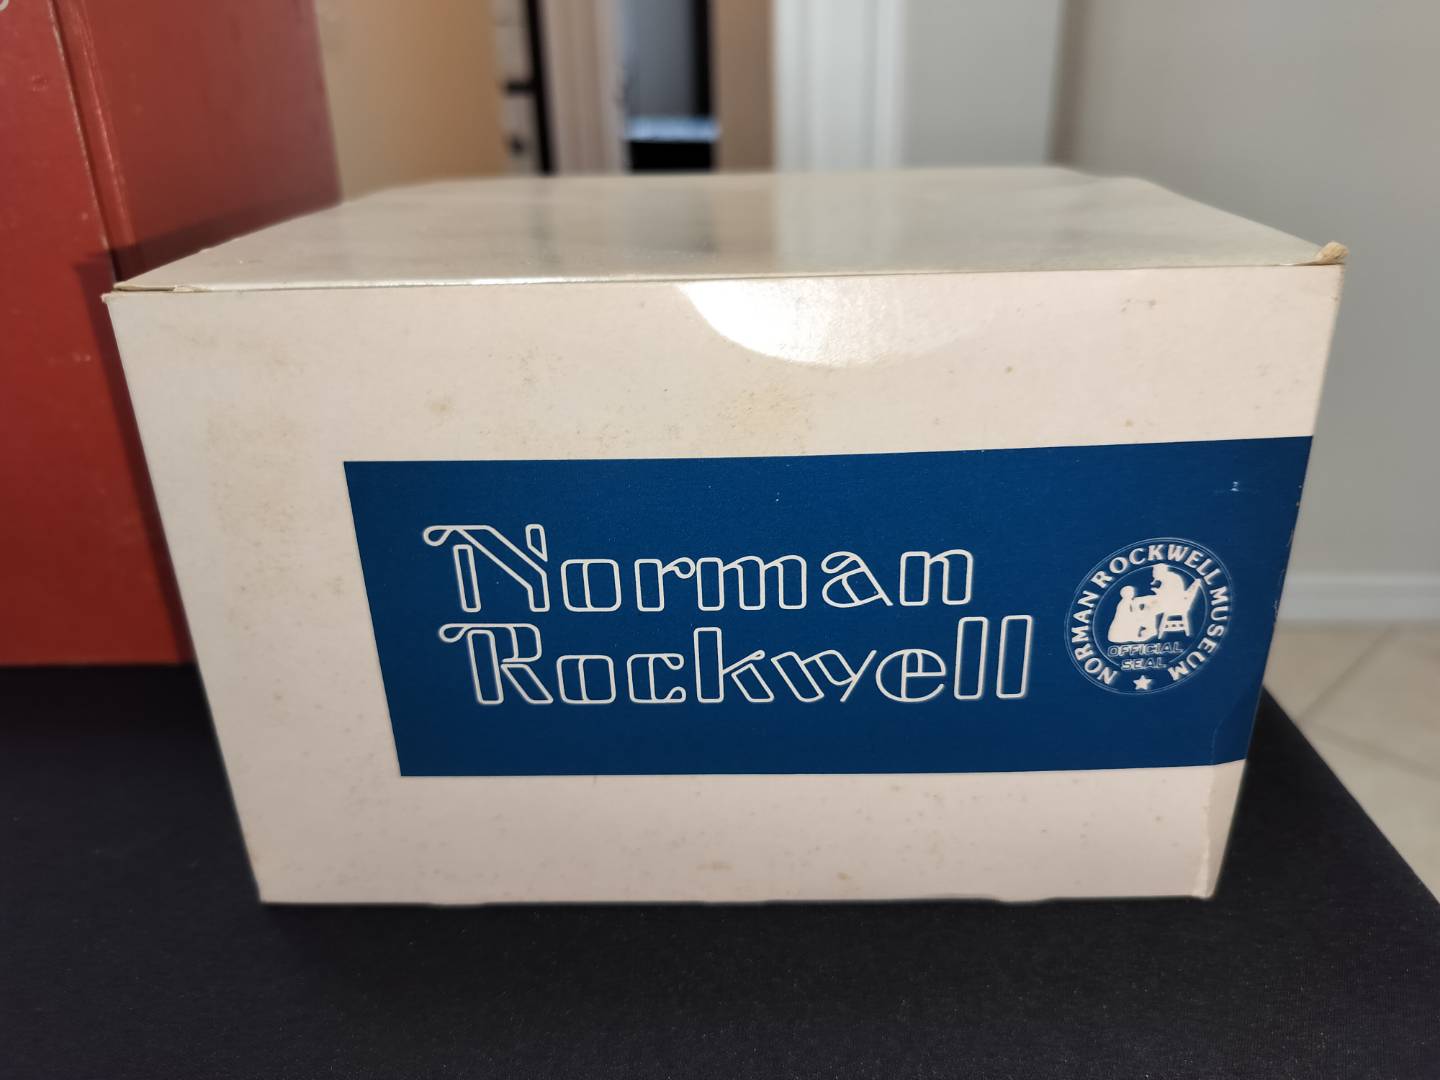 Norman
Rockwell
NORMAN ROCKWELL MUSEUM
OFFICIAL
SEAL